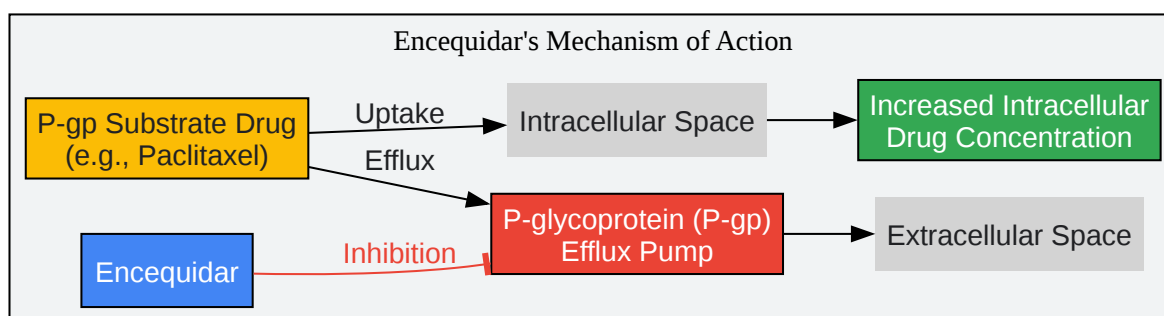 Encequidar's Mechanism of Action
P-gp Substrate Drug
(e.g., Paclitaxel)
Uptake
Efflux
Intracellular Space
Increased Intracellular
Drug Concentration
Encequidar
Inhibition
P-glycoprotein (P-gp)
Efflux Pump
Extracellular Space